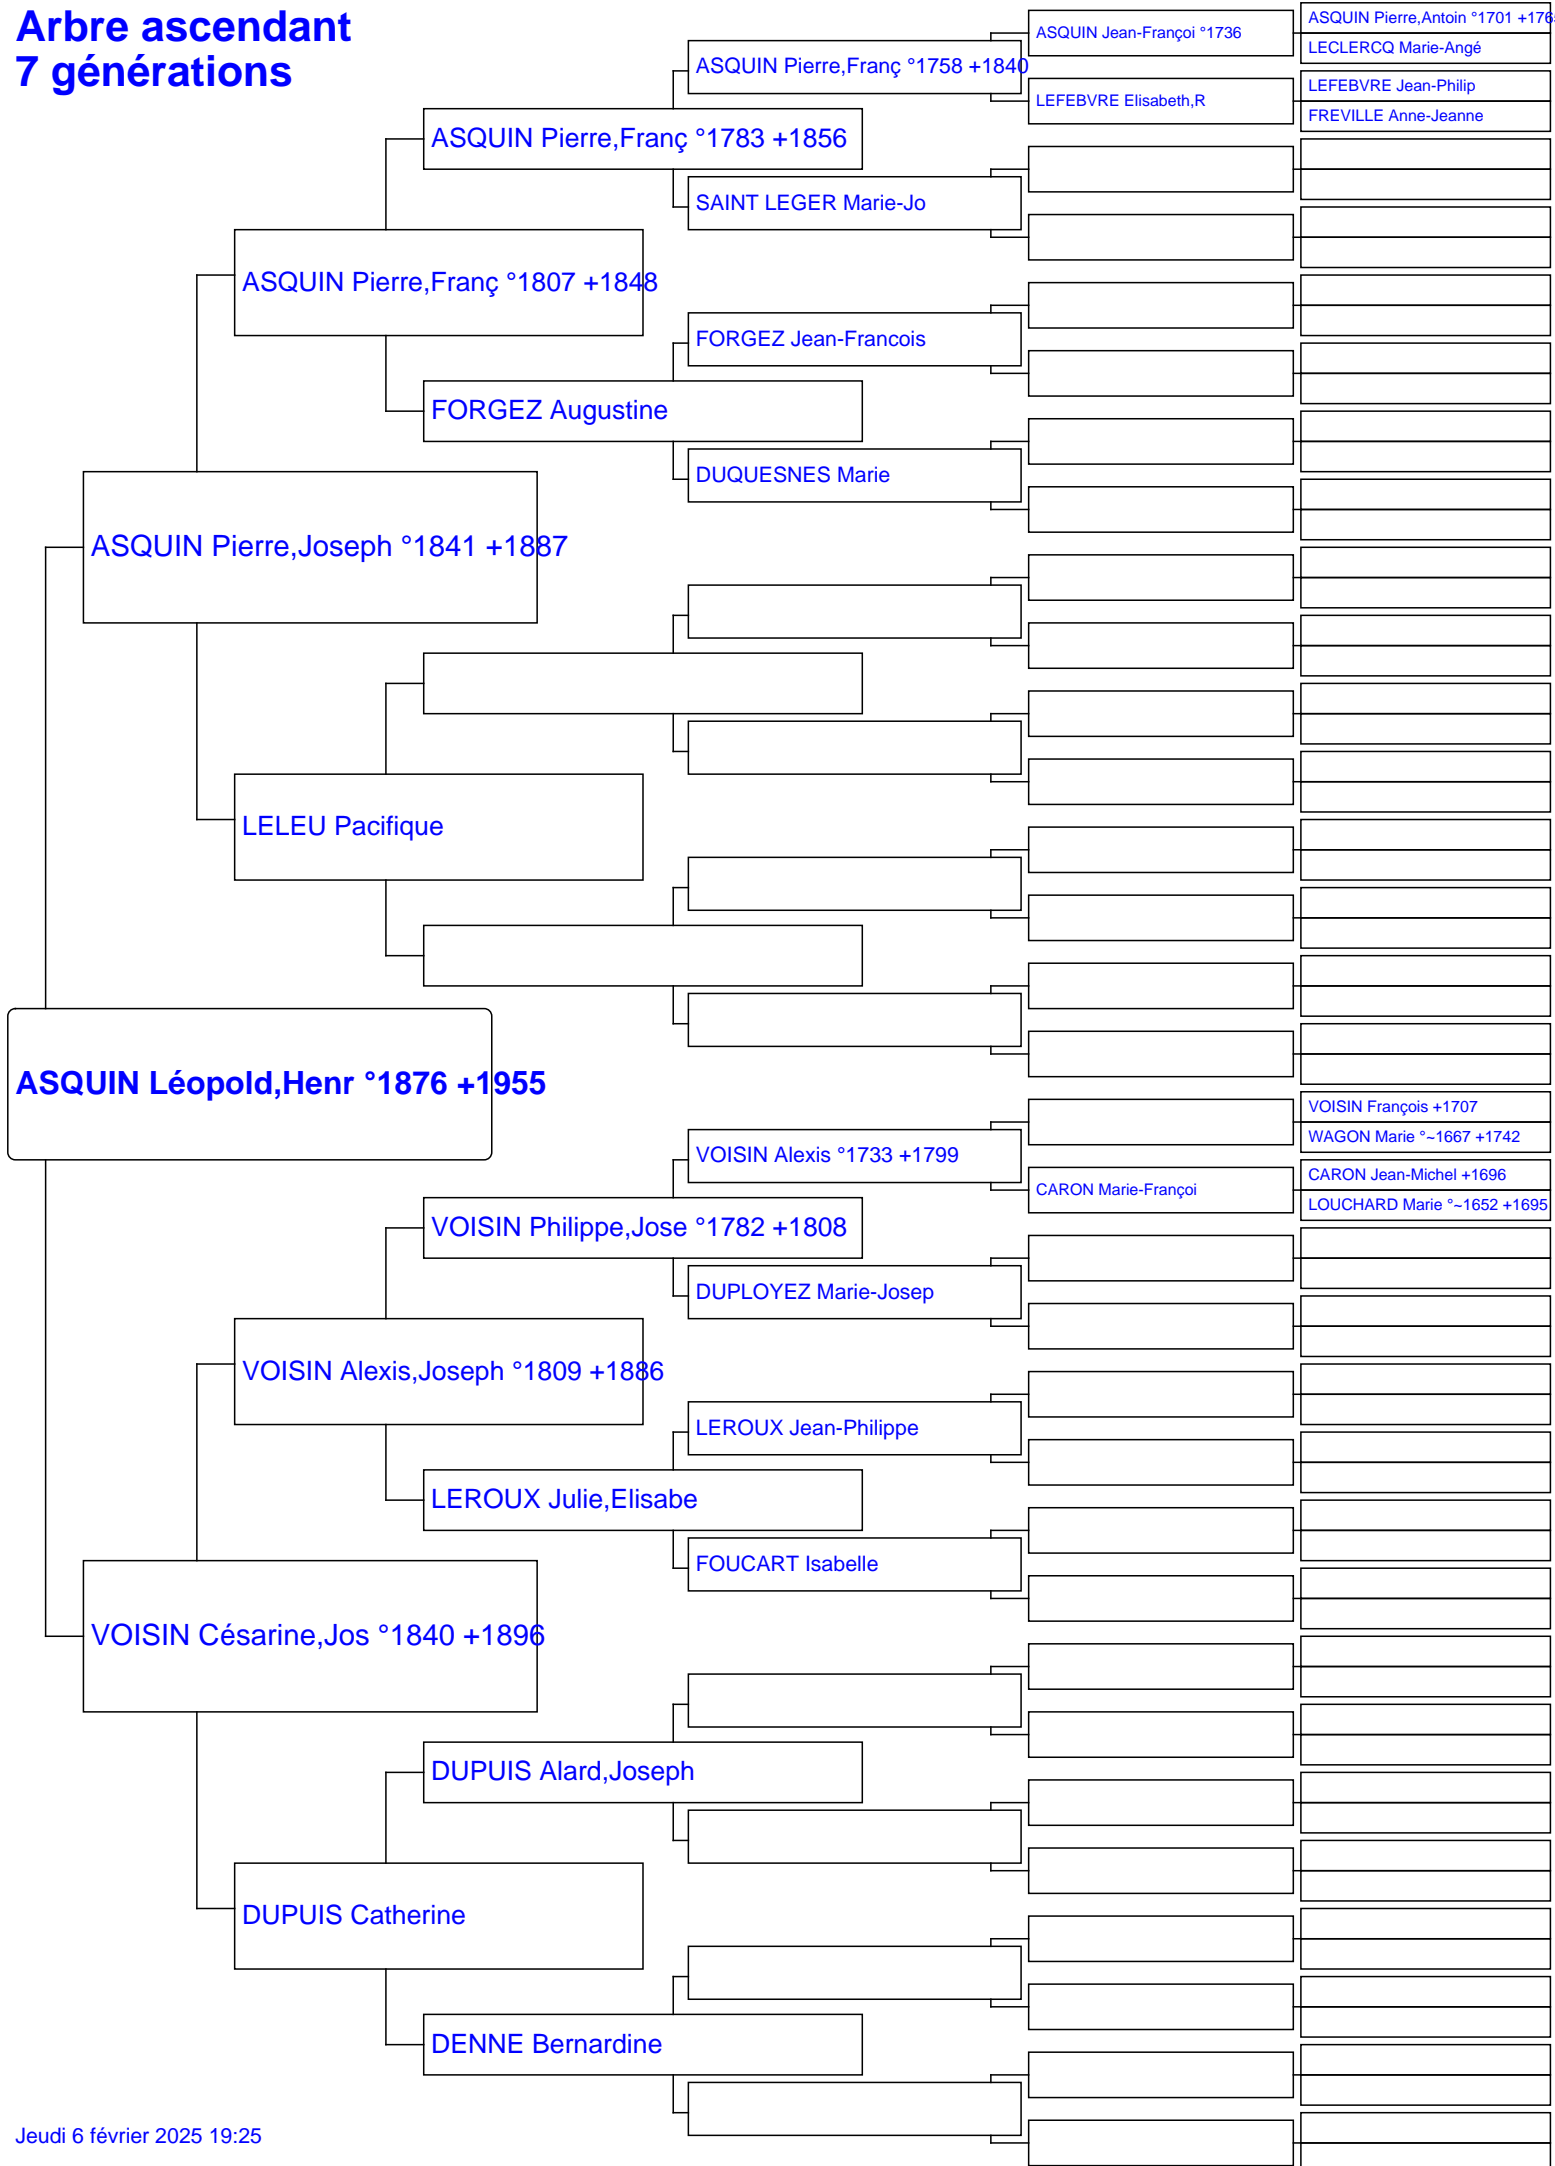 Arbre ascendant
7 générations
ASQUIN Pierre,Antoin °1701 +176
ASQUIN Jean-Françoi °1736
LECLERCQ Marie-Angé
ASQUIN Pierre,Franç °1758 +1840
LEFEBVRE Jean-Philip
LEFEBVRE Elisabeth,R
FREVILLE Anne-Jeanne
ASQUIN Pierre,Franç °1783 +1856
SAINT LEGER Marie-Jo
ASQUIN Pierre,Franç °1807 +1848
FORGEZ Jean-Francois
FORGEZ Augustine
DUQUESNES Marie
ASQUIN Pierre,Joseph °1841 +1887
LELEU Pacifique
ASQUIN Léopold,Henr °1876 +1955
VOISIN François +1707
WAGON Marie °~1667 +1742
VOISIN Alexis °1733 +1799
CARON Jean-Michel +1696
CARON Marie-Françoi
LOUCHARD Marie °~1652 +1695
VOISIN Philippe,Jose °1782 +1808
DUPLOYEZ Marie-Josep
VOISIN Alexis,Joseph °1809 +1886
LEROUX Jean-Philippe
LEROUX Julie,Elisabe
FOUCART Isabelle
VOISIN Césarine,Jos °1840 +1896
DUPUIS Alard,Joseph
DUPUIS Catherine
DENNE Bernardine
Jeudi 6 février 2025 19:25